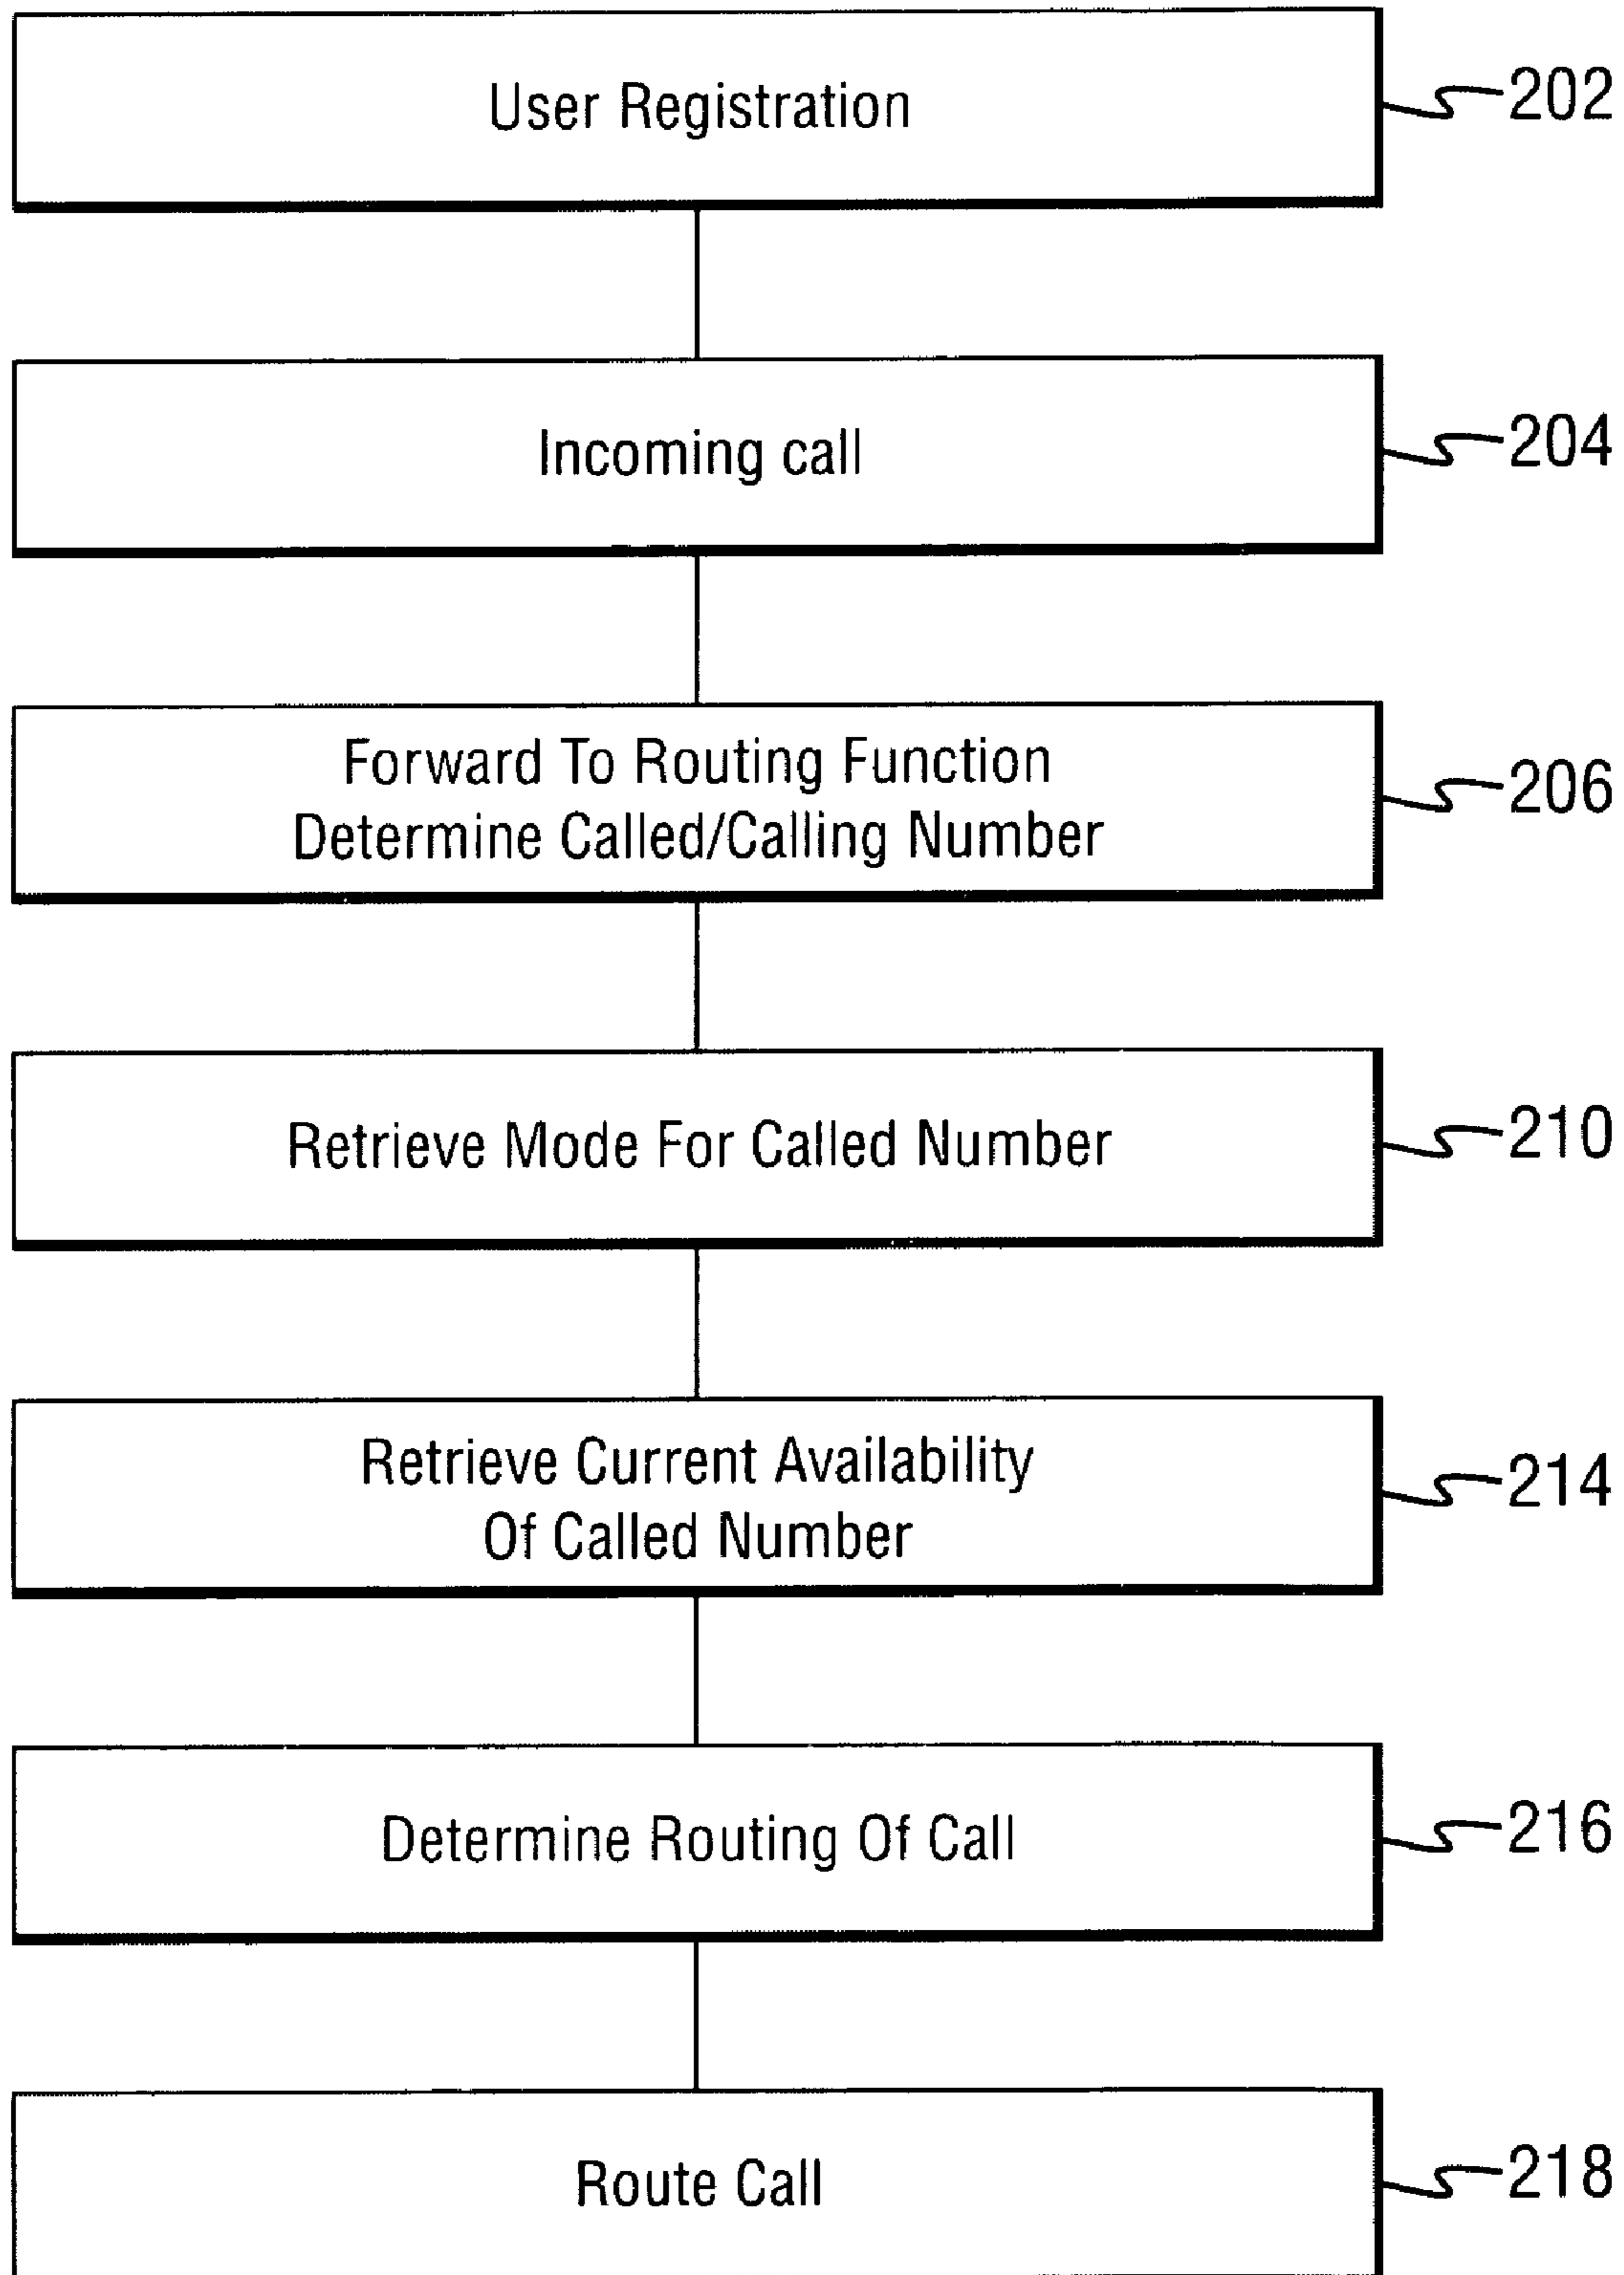 User Registration
202
Incoming call
204
Forward To Routing Function
Determine Called/Calling Number
206
Retrieve Mode For Called Number
210
Retrieve Current Availability
Of Called Number
214
Determine Routing Of Call
216
Route Call
218